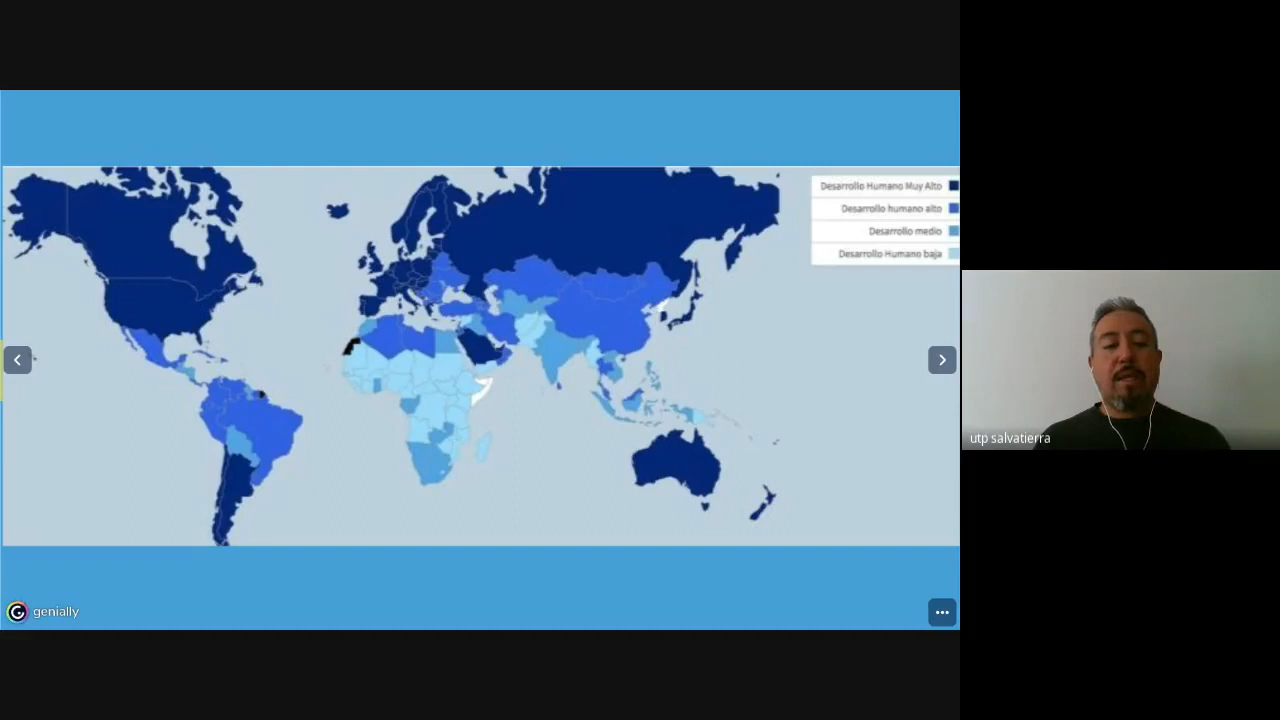 Desarrollo Humano Muy Alto
Desarrollo humano alto
Desarrollo medio
Desarrollo Humano baja
utp salvatierra
genially